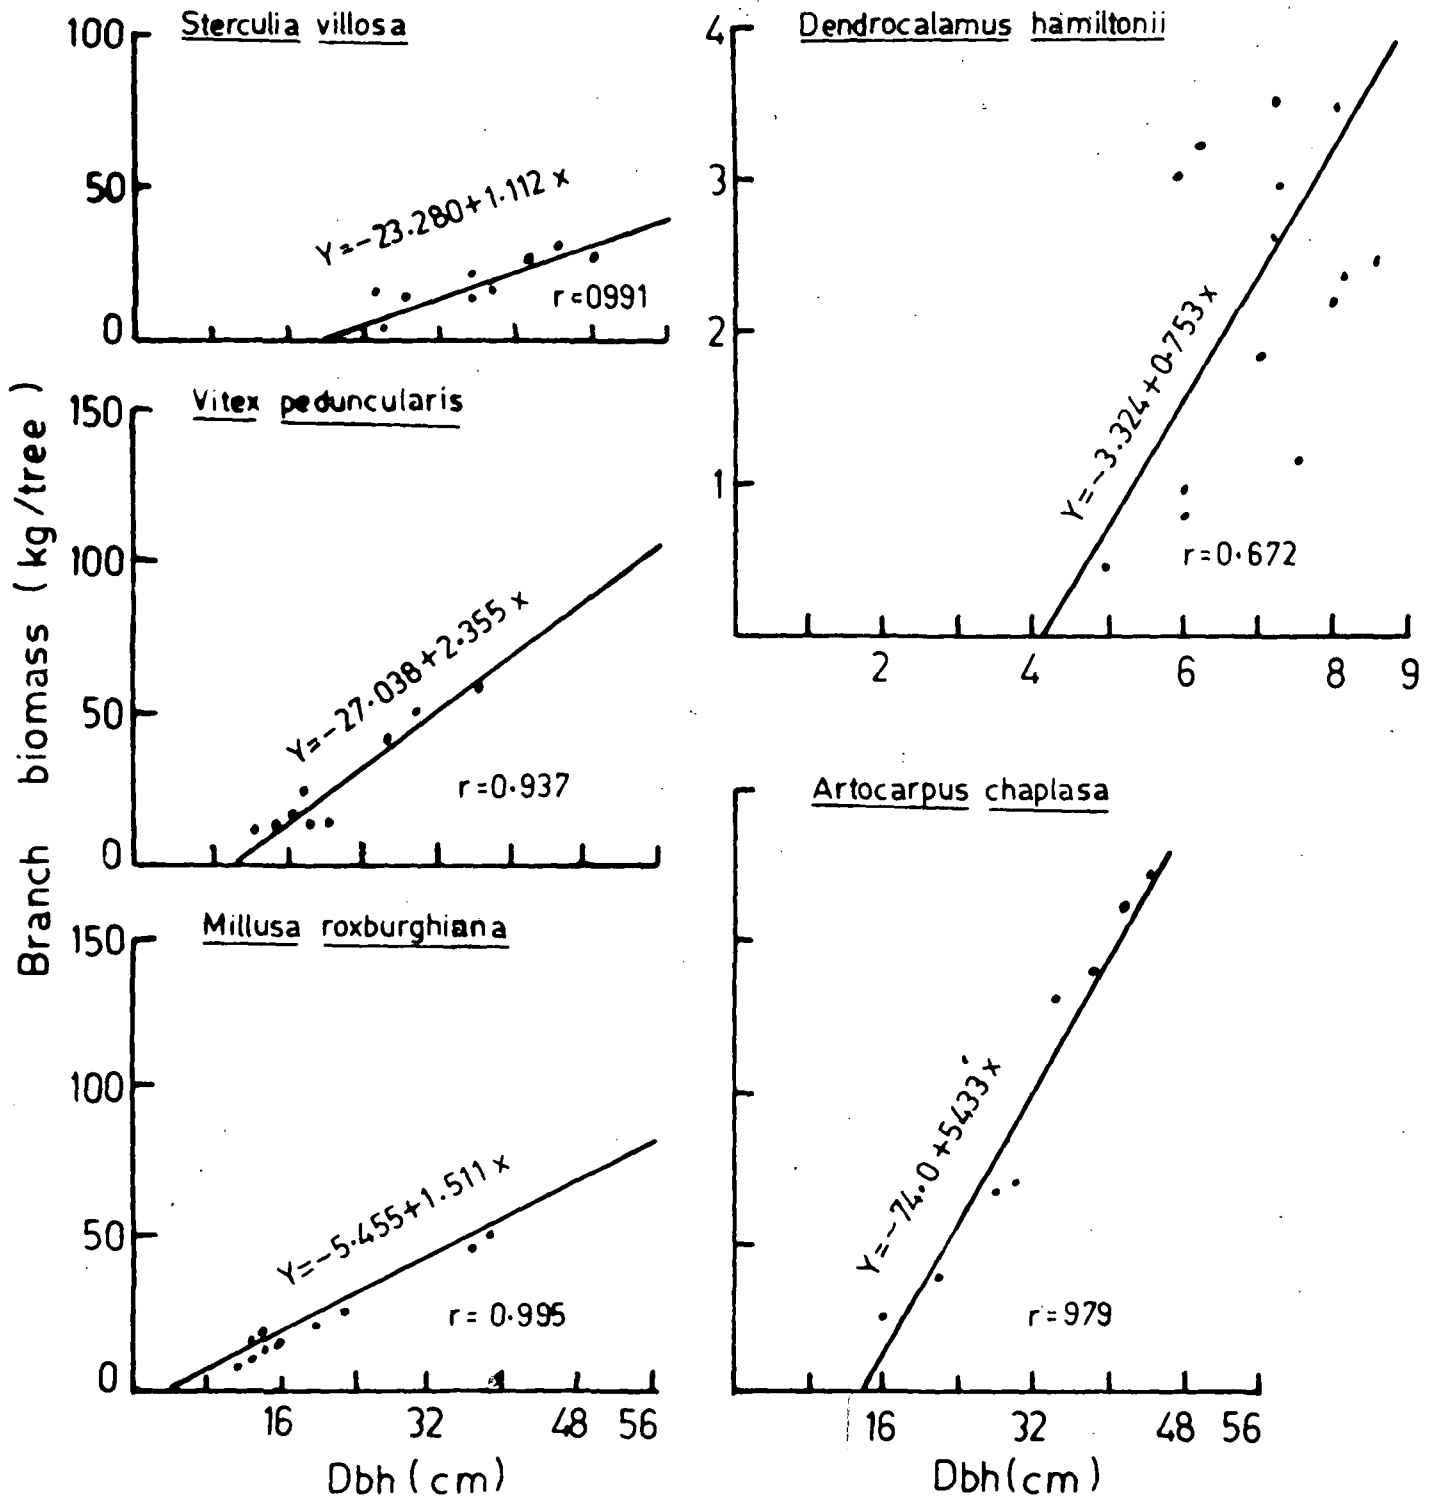 Branch biomass (kg/tree)
Sterculia villosa
100
50
0
Y=-23.280+1.112 x
r=0991
Vitex peduncularis
150
100
50
0
Y=-27.038+2.355 x
r=0.937
Millusa roxburghiana
150
100
50
0
Y=-5.455+1.511 x
r= 0.995
16 32 48 56
Dbh (cm)
Dendrocalamus hamiltonii
4
3
2
1
Y=-3.324+0.753 x
r=0.672
2 4 6 8 9
Artocarpus chaplasa
Y=-74.0+5433 x
r=979
16 32 48 56
Dbh(cm)